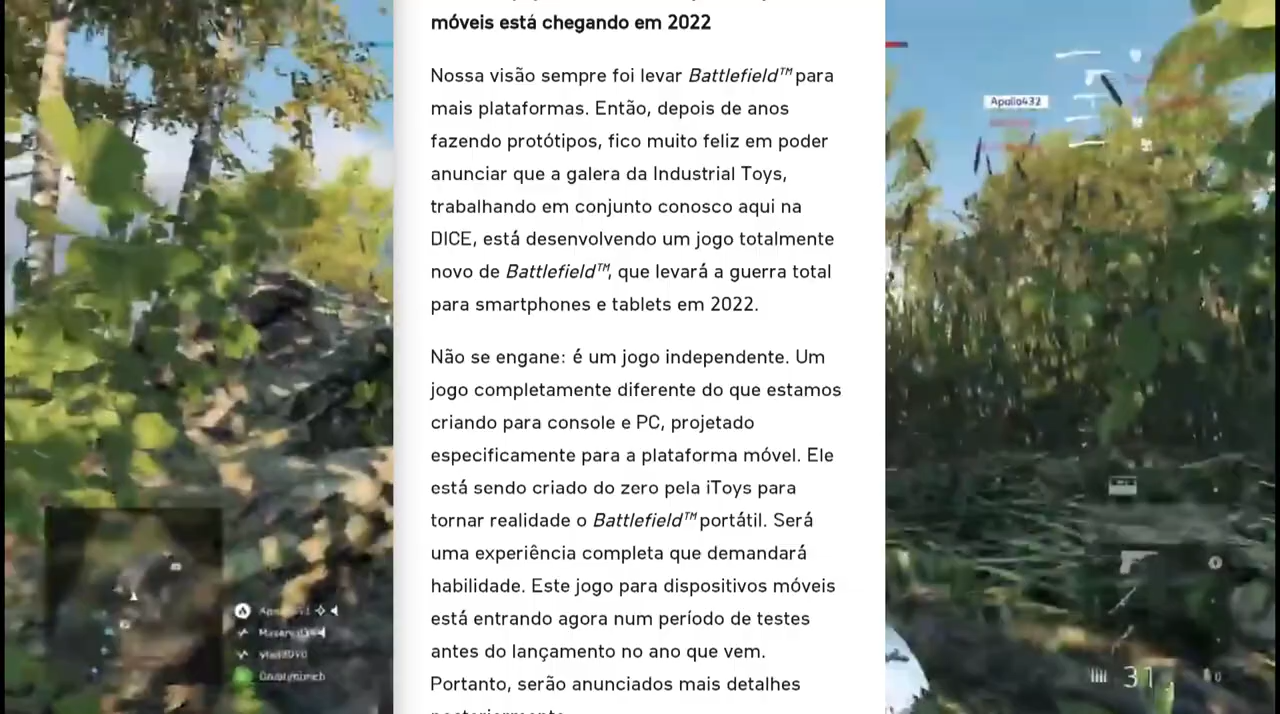 móveis está chegando em 2022
Nossa visão sempre foi levar Battlefield™ para
mais plataformas. Então, depois de anos
fazendo protótipos, fico muito feliz em poder
anunciar que a galera da Industrial Toys,
trabalhando em conjunto conosco aqui na
DICE, está desenvolvendo um jogo totalmente
novo de Battlefield™, que levará a guerra total
para smartphones e tablets em 2022.
Não se engane: é um jogo independente. Um
jogo completamente diferente do que estamos
criando para console e PC, projetado
especificamente para a plataforma móvel. Ele
está sendo criado do zero pela iToys para
tornar realidade o Battlefield™ portátil. Será
uma experiência completa que demandará
habilidade. Este jogo para dispositivos móveis
está entrando agora num período de testes
antes do lançamento no ano que vem.
Portanto, serão anunciados mais detalhes
posteriormente
Apollo432
31